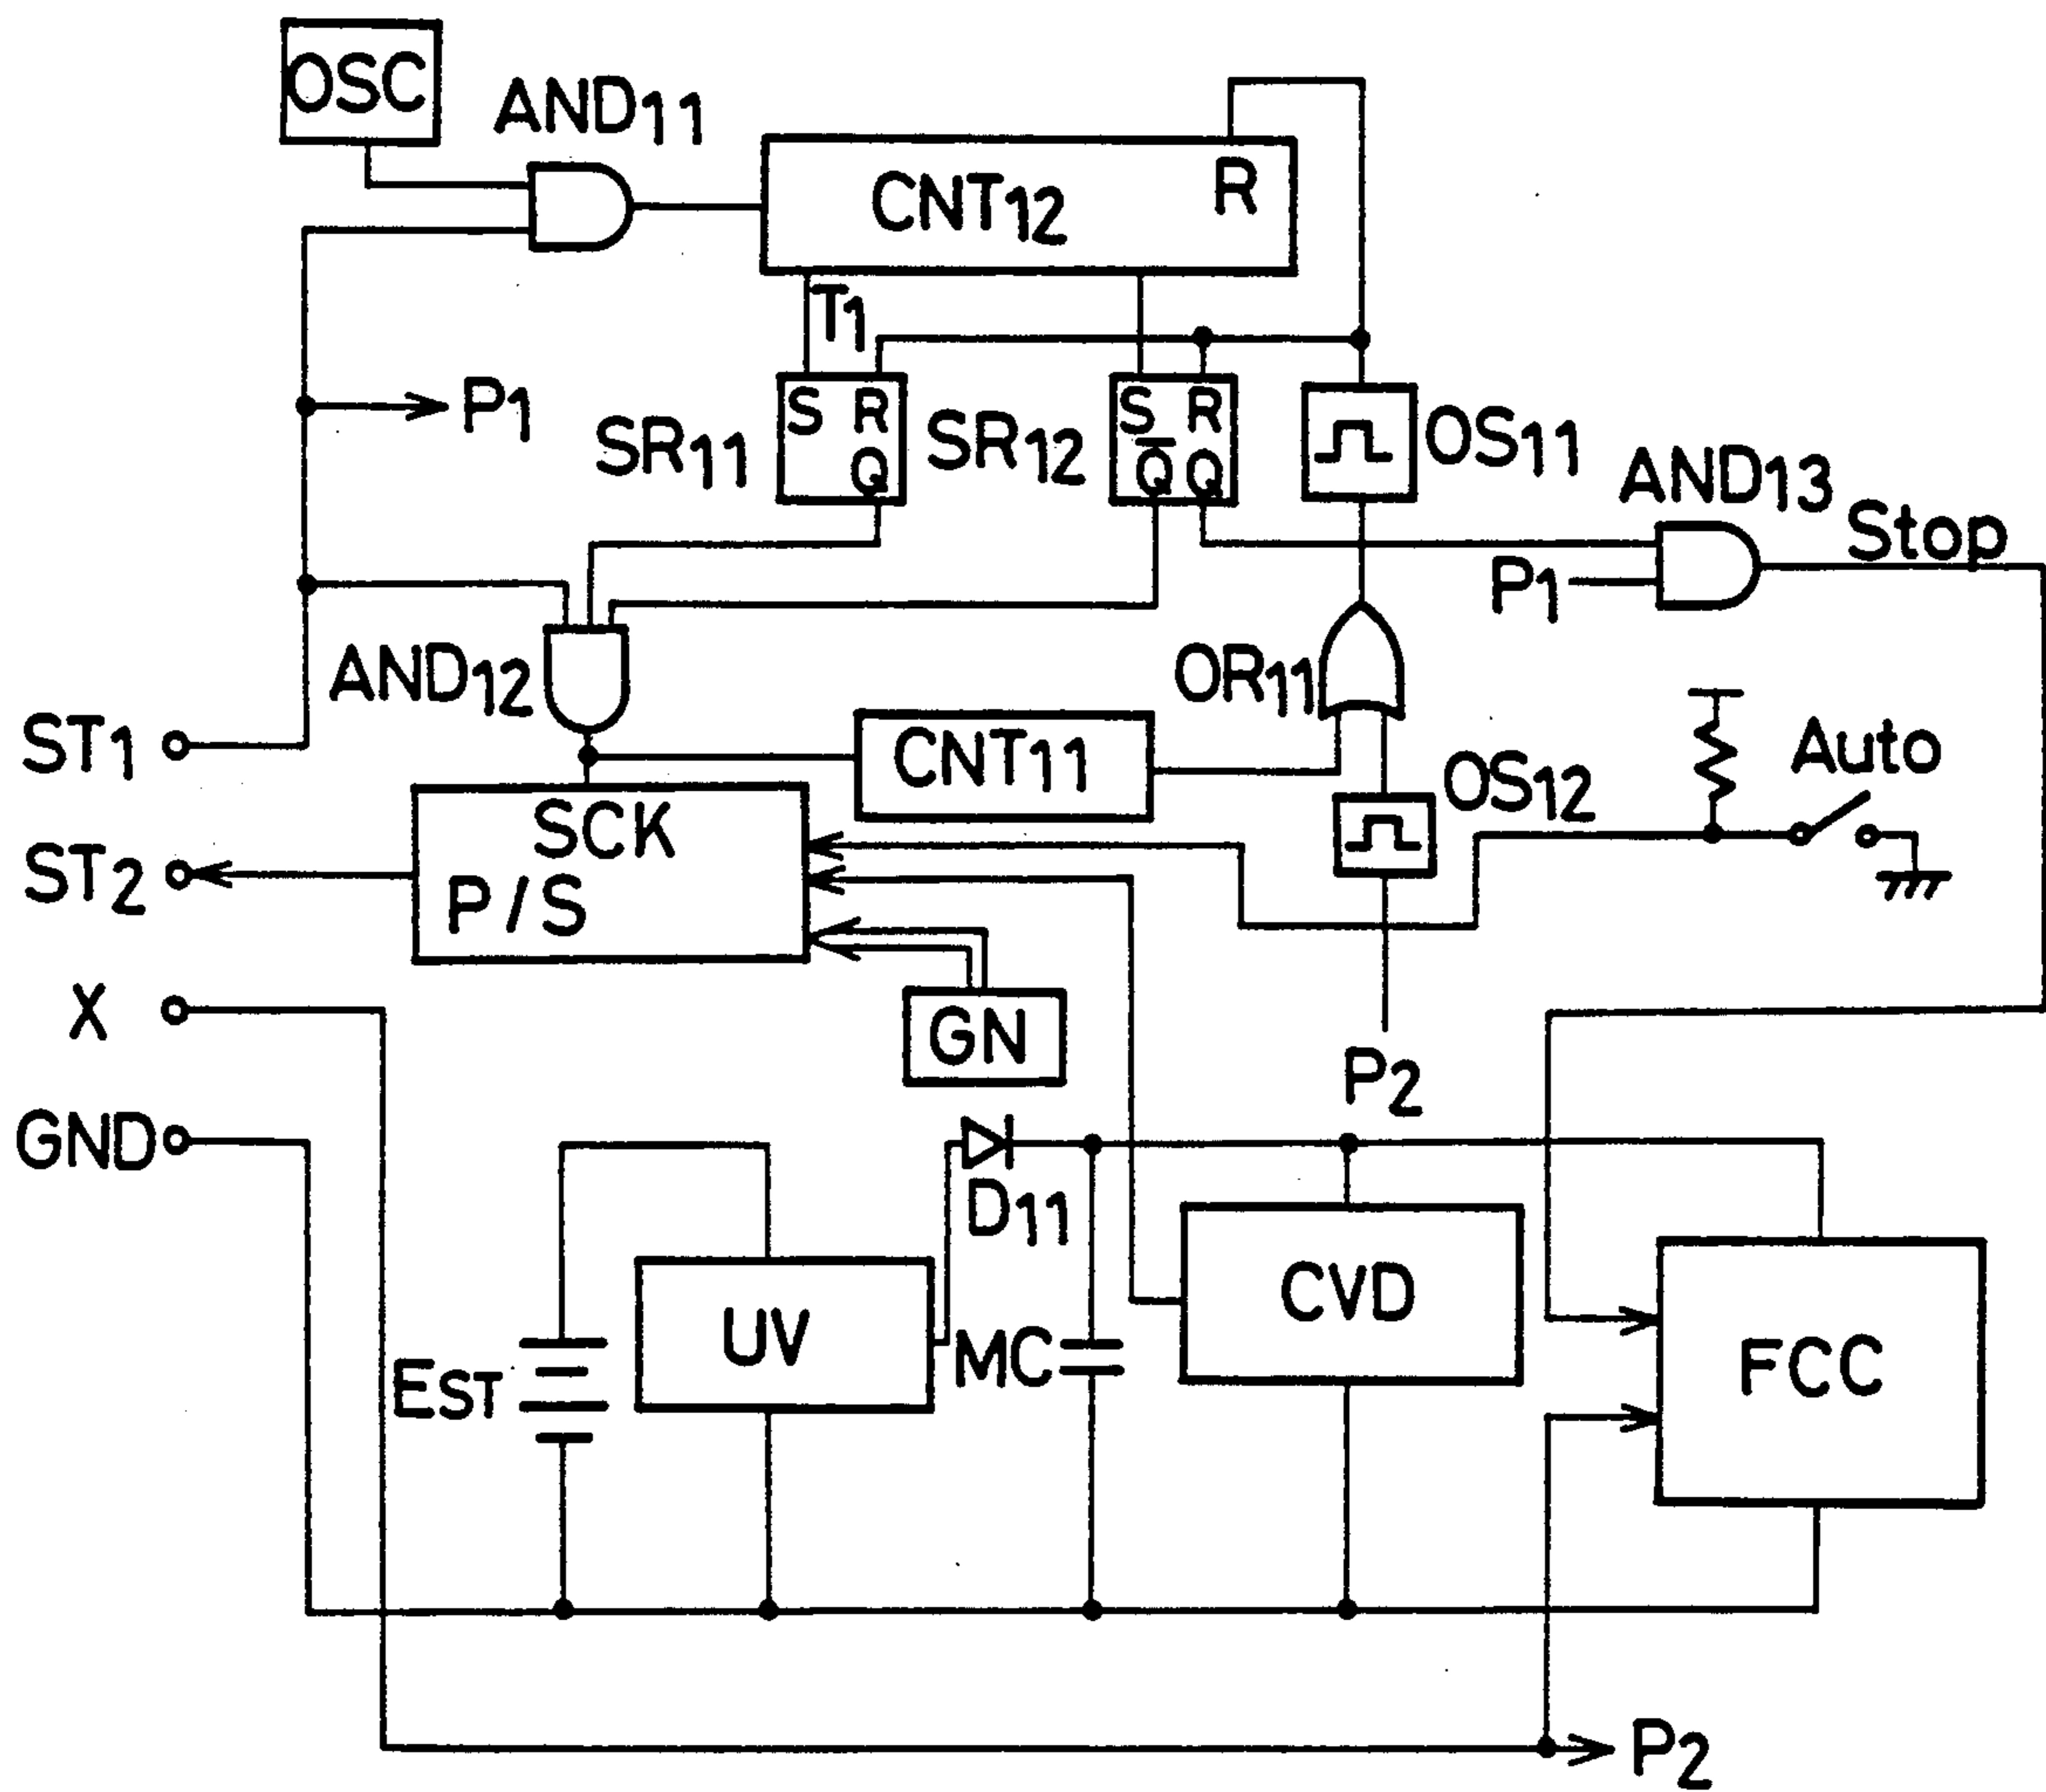 OSC
AND11
CNT12
R
T1
P1
S R
Q
SR11
S R
Q̅ Q
SR12
OS11
AND13
Stop
P1
AND12
OR11
ST1
CNT11
OS12
Auto
SCK
P/S
ST2
X
GN
P2
GND
D11
UV
CVD
EST
MC
FCC
P2